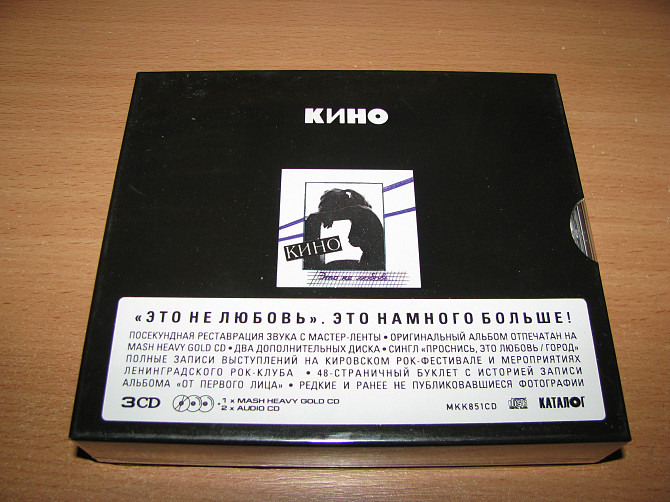 КИНО
КИНО
Это не любовь
«ЭТО НЕ ЛЮБОВЬ». ЭТО НАМНОГО БОЛЬШЕ!
ПОСЕКУНДНАЯ РЕСТАВРАЦИЯ ЗВУКА С МАСТЕР-ЛЕНТЫ • ОРИГИНАЛЬНЫЙ АЛЬБОМ ОТПЕЧАТАН НА
MASH HEAVY GOLD CD • ДВА ДОПОЛНИТЕЛЬНЫХ ДИСКА • СИНГЛ «ПРОСНИСЬ, ЭТО ЛЮБОВЬ / ГОРОД»
ПОЛНЫЕ ЗАПИСИ ВЫСТУПЛЕНИЙ НА КИРОВСКОМ РОК-ФЕСТИВАЛЕ И МЕРОПРИЯТИЯХ
ЛЕНИНГРАДСКОГО РОК-КЛУБА • 48-СТРАНИЧНЫЙ БУКЛЕТ С ИСТОРИЕЙ ЗАПИСИ
АЛЬБОМА «ОТ ПЕРВОГО ЛИЦА» • РЕДКИЕ И РАНЕЕ НЕ ПУБЛИКОВАВШИЕСЯ ФОТОГРАФИИ
3CD 1 x MASH HEAVY GOLD CD
2 x AUDIO CD
MKK851CD КАТАЛОГ